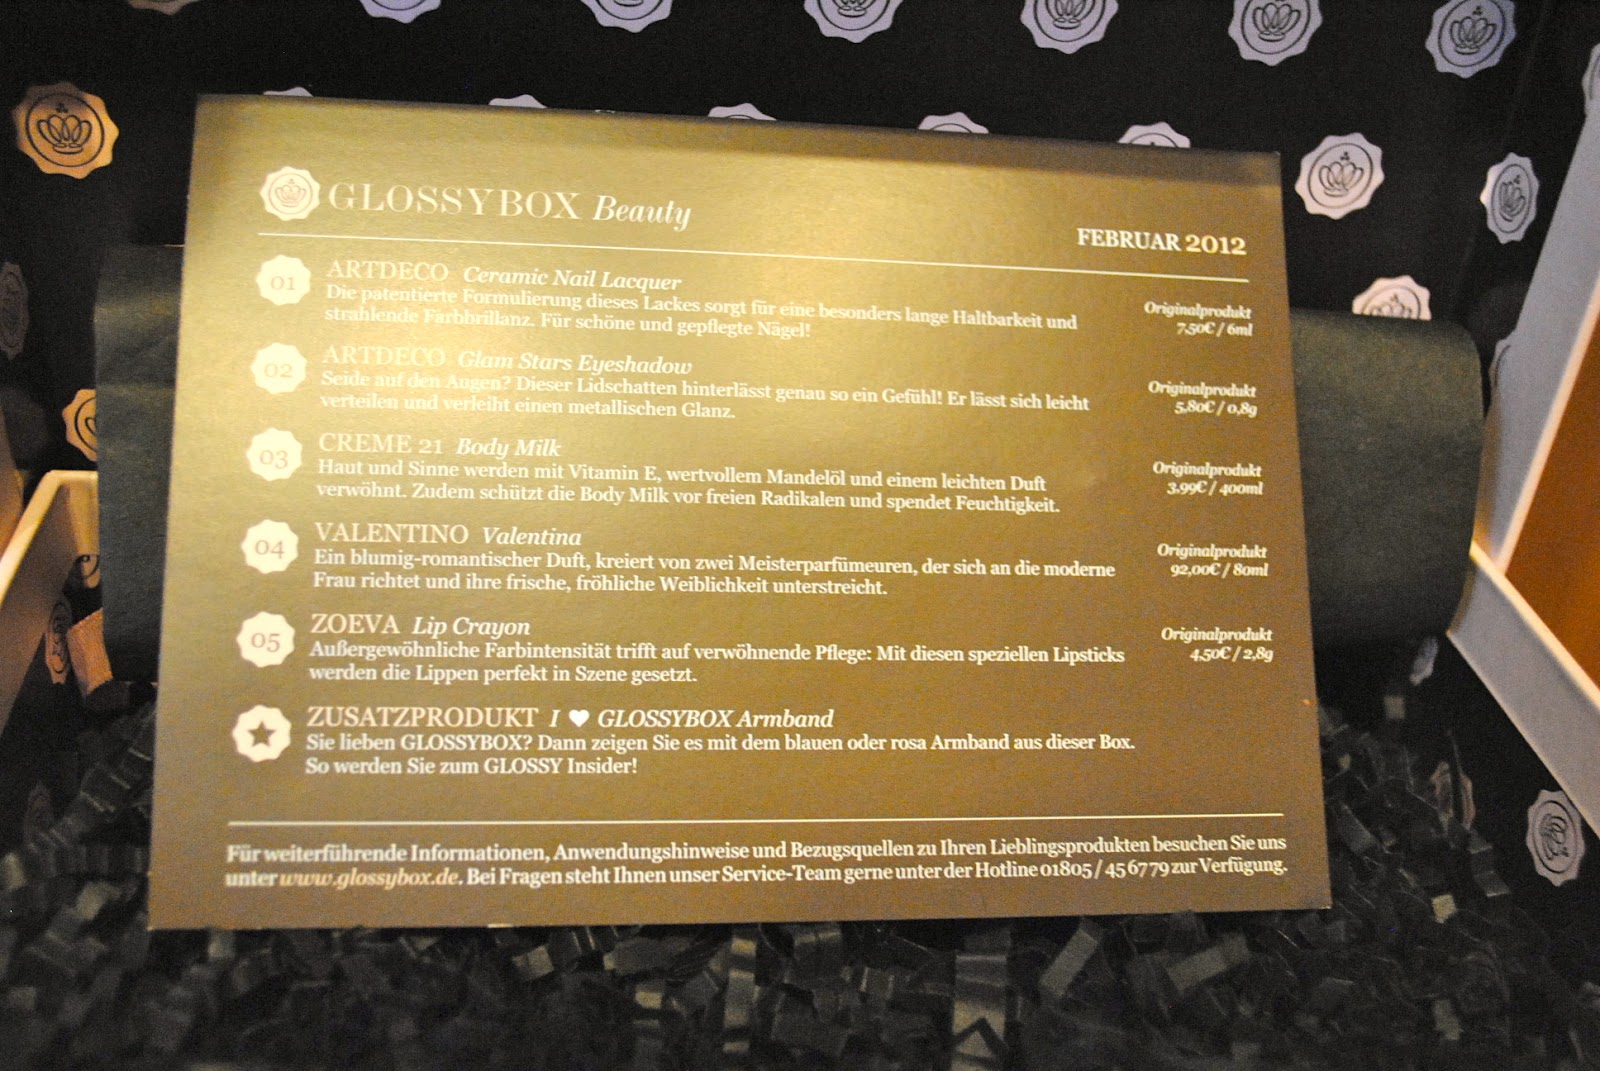 GLOSSYBOX Beauty
FEBRUAR 2012
01 ARTDECO Ceramic Nail Lacquer
Die patentierte Formulierung dieses Lackes sorgt für eine besonders lange Haltbarkeit und
strahlende Farbbrillanz. Für schöne und gepflegte Nägel!
Originalprodukt
7,50€ / 6ml
02 ARTDECO Glam Stars Eyeshadow
Seide auf den Augen? Dieser Lidschatten hinterlässt genau so ein Gefühl! Er lässt sich leicht
verteilen und verleiht einen metallischen Glanz.
Originalprodukt
5,80€ / 0,8g
03 CREME 21 Body Milk
Haut und Sinne werden mit Vitamin E, wertvollem Mandelöl und einem leichten Duft
verwöhnt. Zudem schützt die Body Milk vor freien Radikalen und spendet Feuchtigkeit.
Originalprodukt
3,99€ / 400ml
04 VALENTINO Valentina
Ein blumig-romantischer Duft, kreiert von zwei Meisterparfümeuren, der sich an die moderne
Frau richtet und ihre frische, fröhliche Weiblichkeit unterstreicht.
Originalprodukt
92,00€ / 80ml
05 ZOEVA Lip Crayon
Außergewöhnliche Farbintensität trifft auf verwöhnende Pflege: Mit diesen speziellen Lipsticks
werden die Lippen perfekt in Szene gesetzt.
Originalprodukt
4,50€ / 2,8g
ZUSATZPRODUKT I ♥ GLOSSYBOX Armband
Sie lieben GLOSSYBOX? Dann zeigen Sie es mit dem blauen oder rosa Armband aus dieser Box.
So werden Sie zum GLOSSY Insider!
Für weiterführende Informationen, Anwendungshinweise und Bezugsquellen zu Ihren Lieblingsprodukten besuchen Sie uns
unter www.glossybox.de. Bei Fragen steht Ihnen unser Service-Team gerne unter der Hotline 01805 / 45 67 79 zur Verfügung.